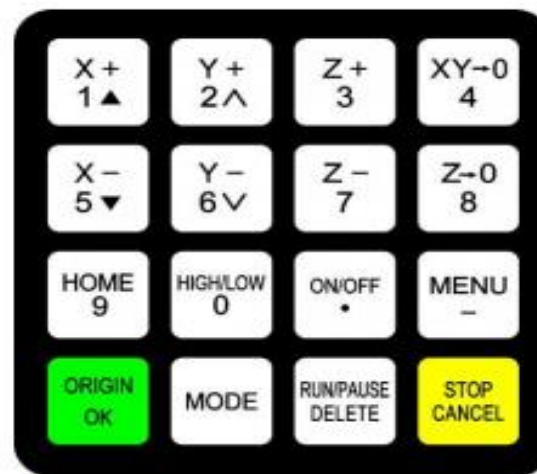 X+ Y+ Z+ XY→0
1▲ 2∧ 3 4
X− Y− Z− Z→0
5▼ 6∨ 7 8
HOME HIGH/LOW ON/OFF MENU
9 0 • −
ORIGIN MODE RUN/PAUSE STOP
OK DELETE CANCEL